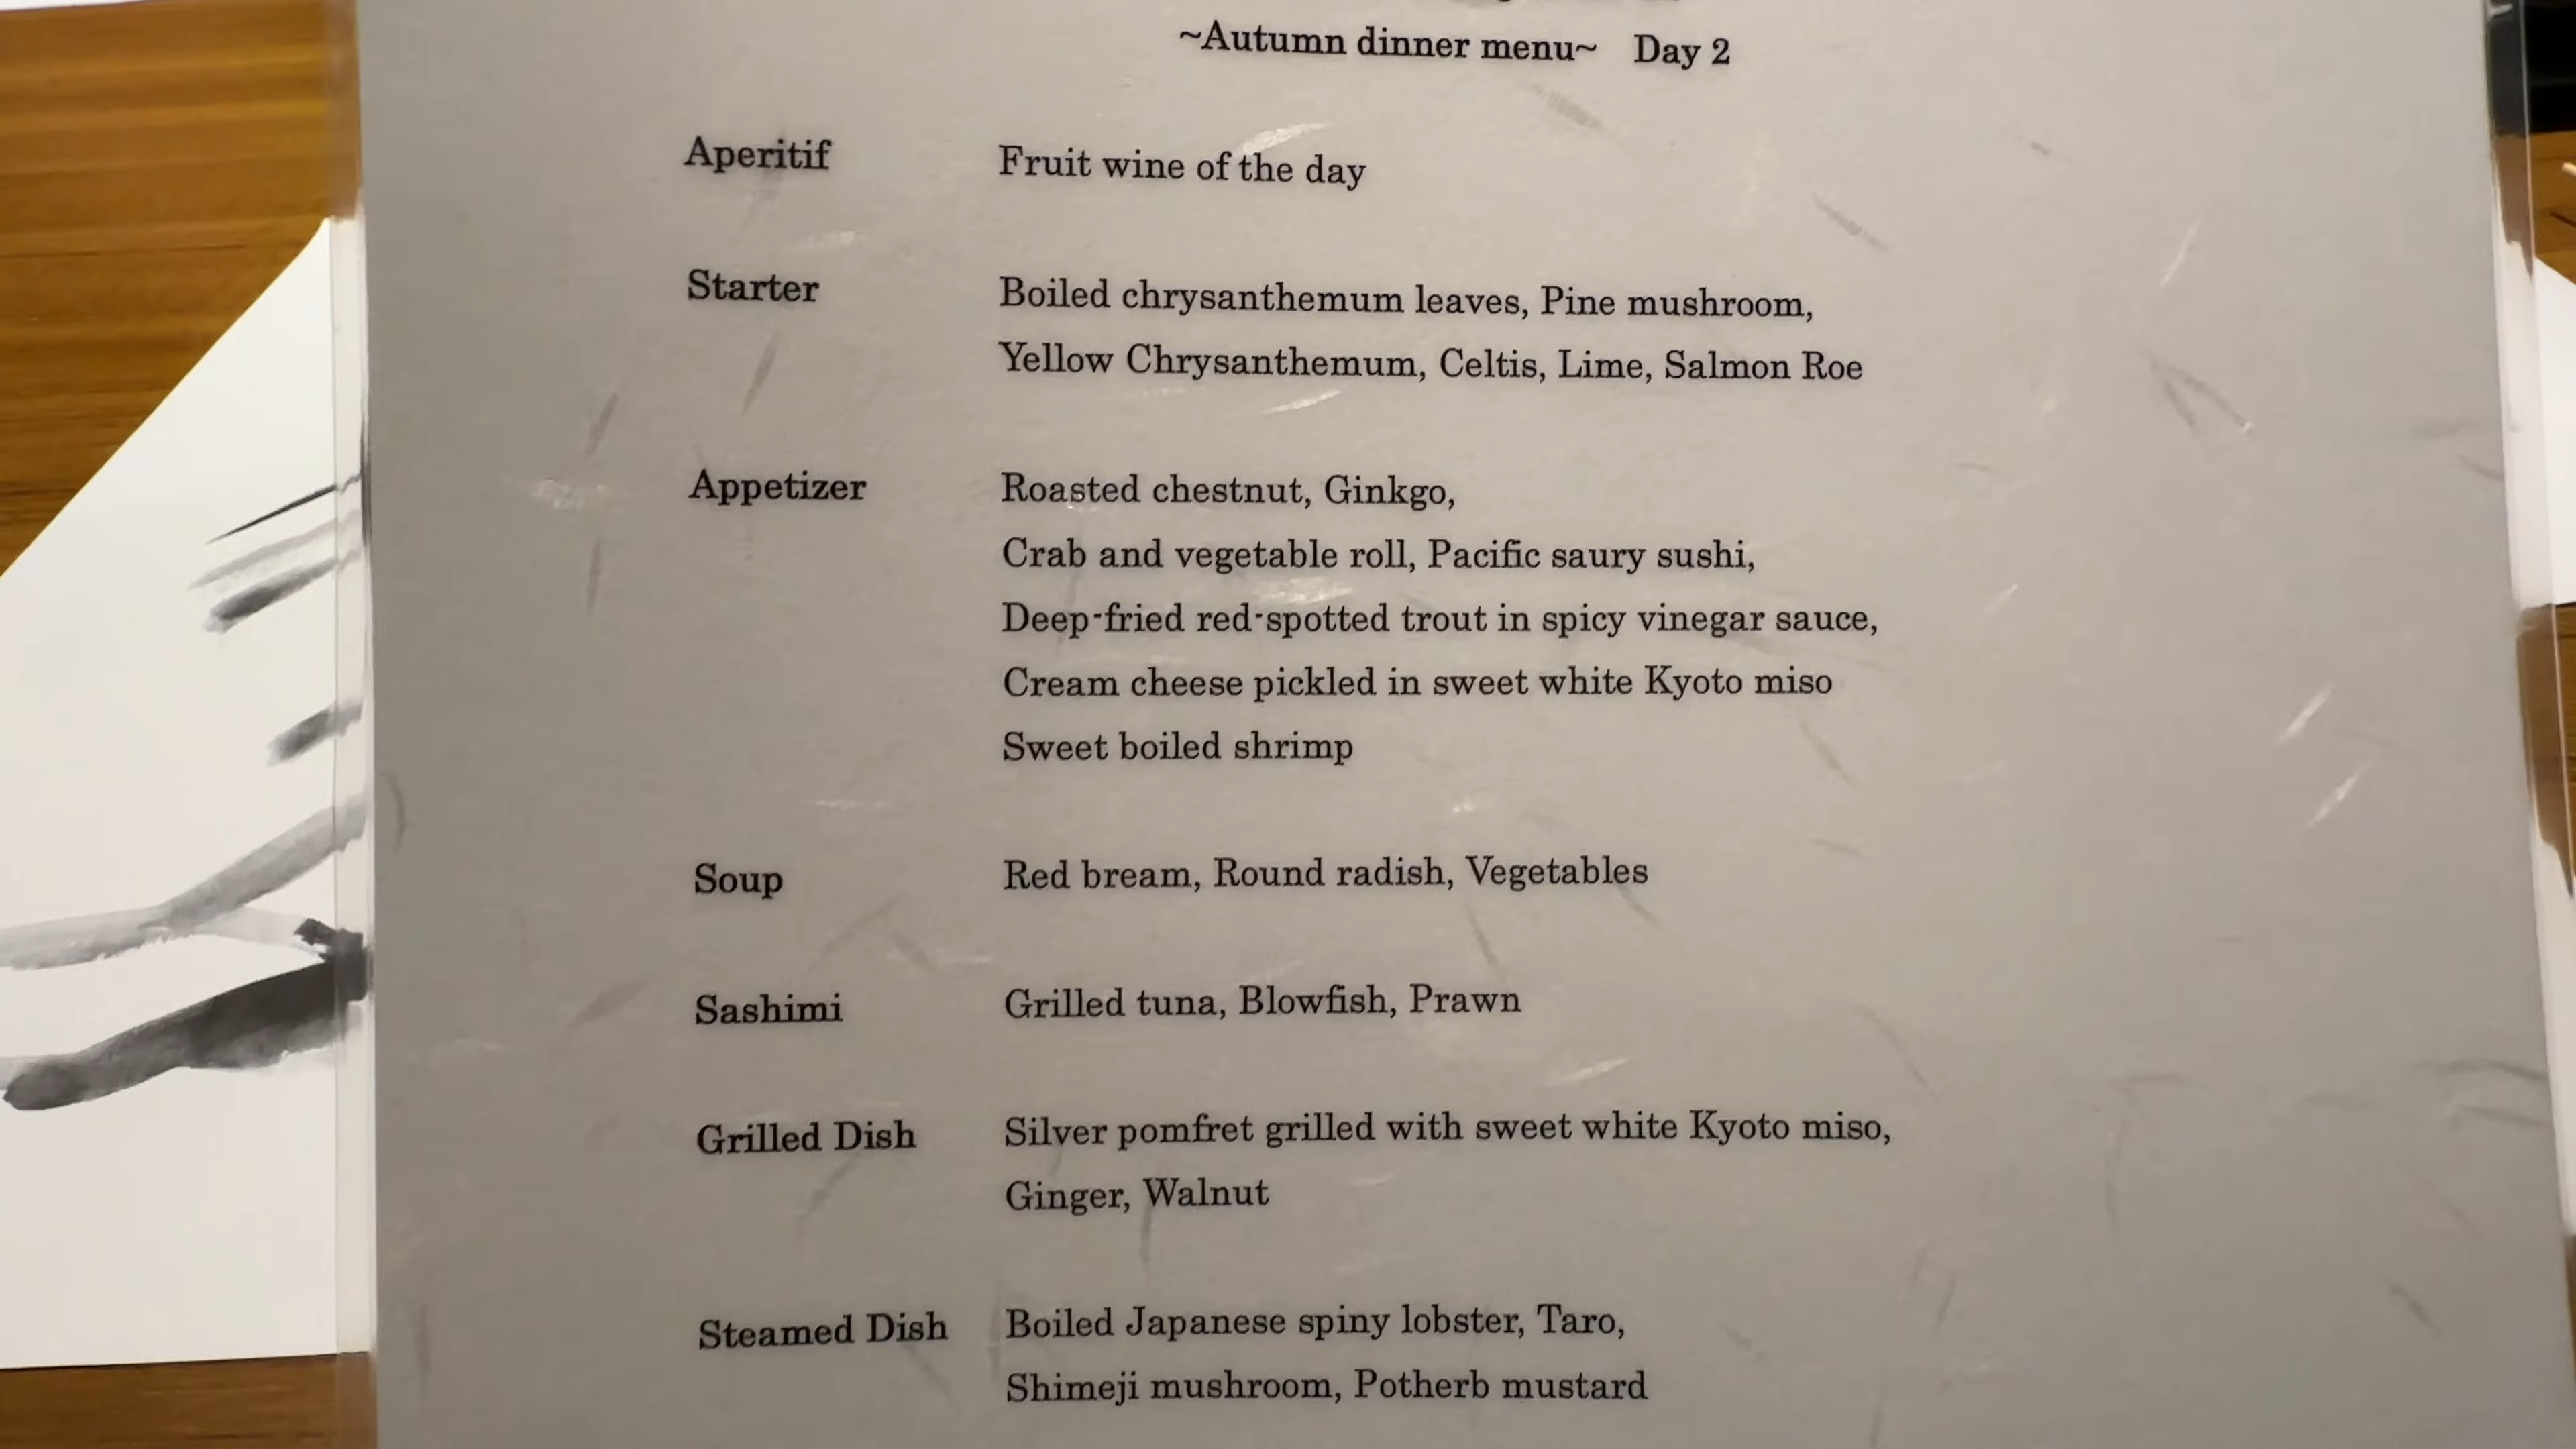 ~Autumn dinner menu~ Day 2
Aperitif Fruit wine of the day
Starter Boiled chrysanthemum leaves, Pine mushroom,
Yellow Chrysanthemum, Celtis, Lime, Salmon Roe
Appetizer Roasted chestnut, Ginkgo,
Crab and vegetable roll, Pacific saury sushi,
Deep-fried red-spotted trout in spicy vinegar sauce,
Cream cheese pickled in sweet white Kyoto miso
Sweet boiled shrimp
Soup Red bream, Round radish, Vegetables
Sashimi Grilled tuna, Blowfish, Prawn
Grilled Dish Silver pomfret grilled with sweet white Kyoto miso,
Ginger, Walnut
Steamed Dish Boiled Japanese spiny lobster, Taro,
Shimeji mushroom, Potherb mustard